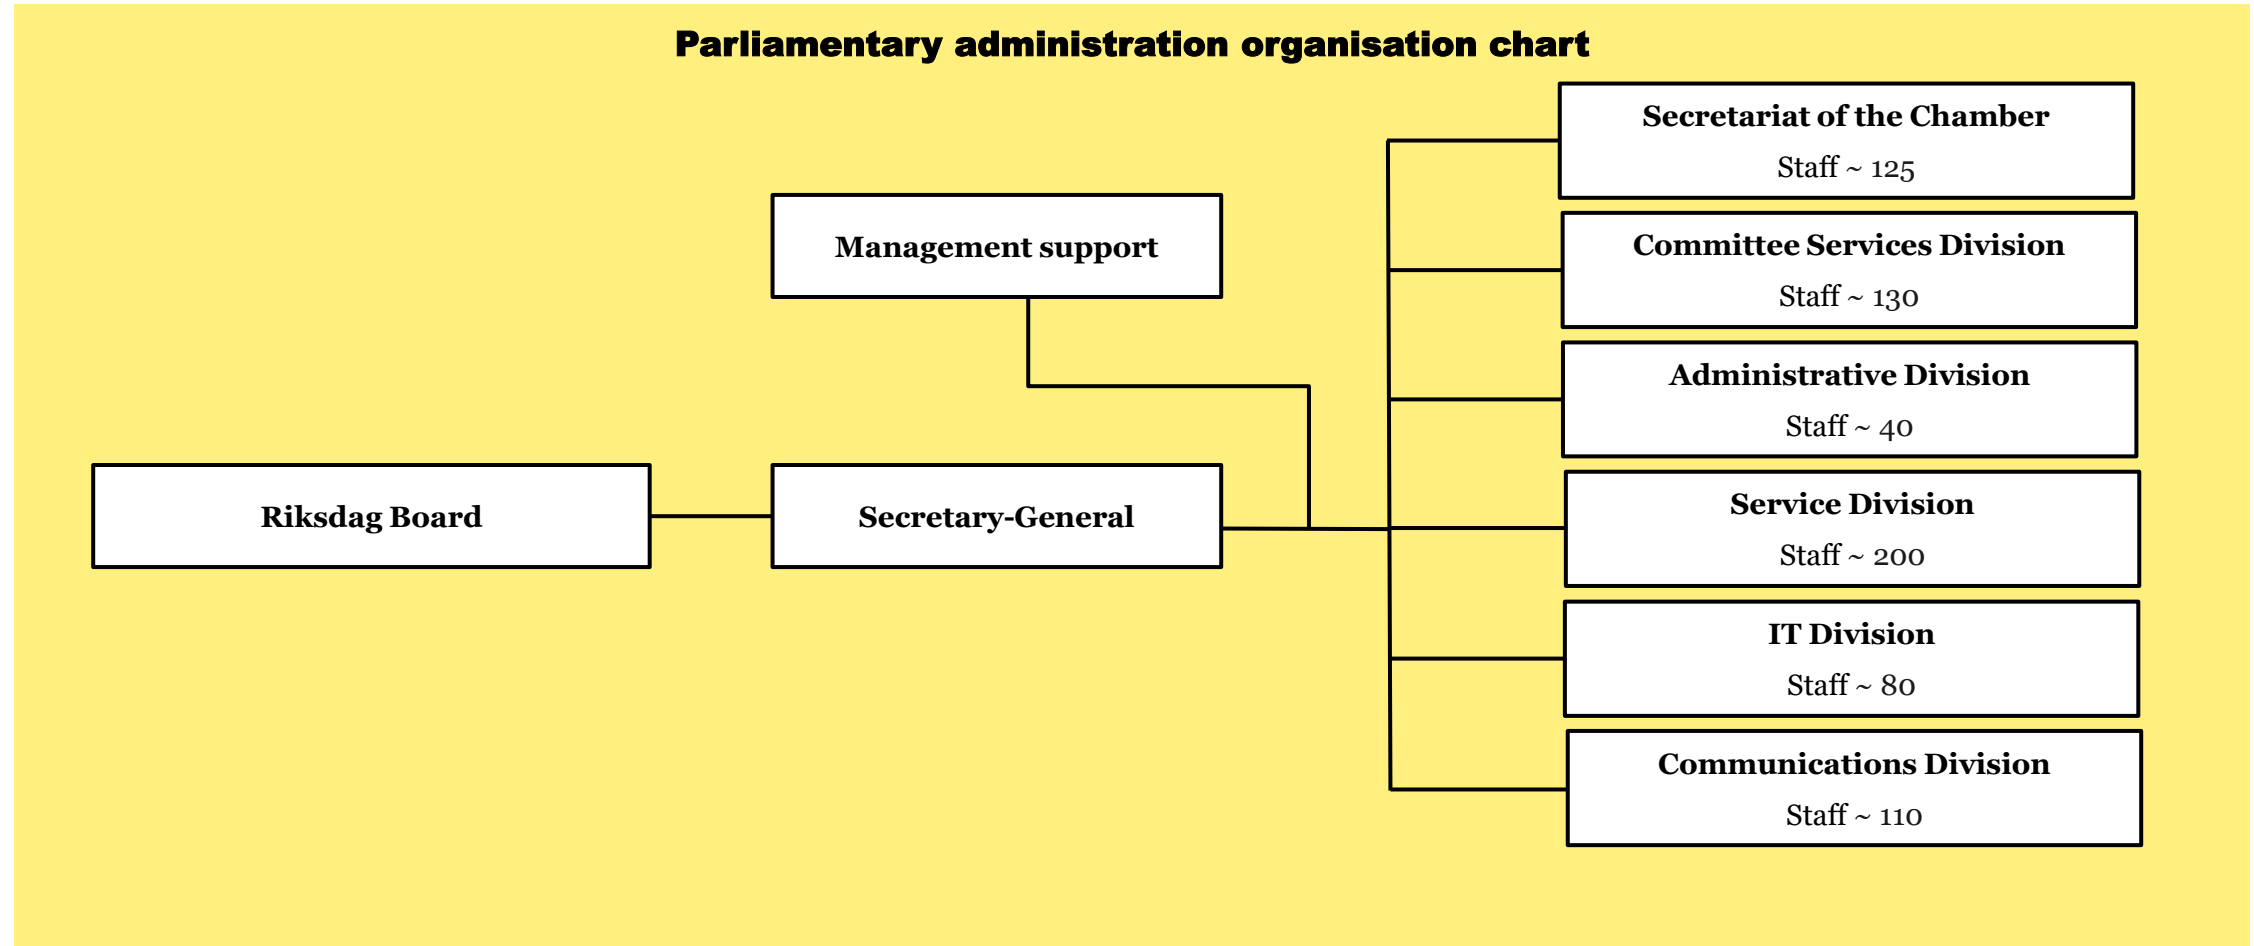 Parliamentary administration organisation chart
Secretariat of the Chamber
Staff ~ 125
Management support
Committee Services Division
Staff ~ 130
Administrative Division
Staff ~ 40
Riksdag Board
Secretary-General
Service Division
Staff ~ 200
IT Division
Staff ~ 80
Communications Division
Staff ~ 110